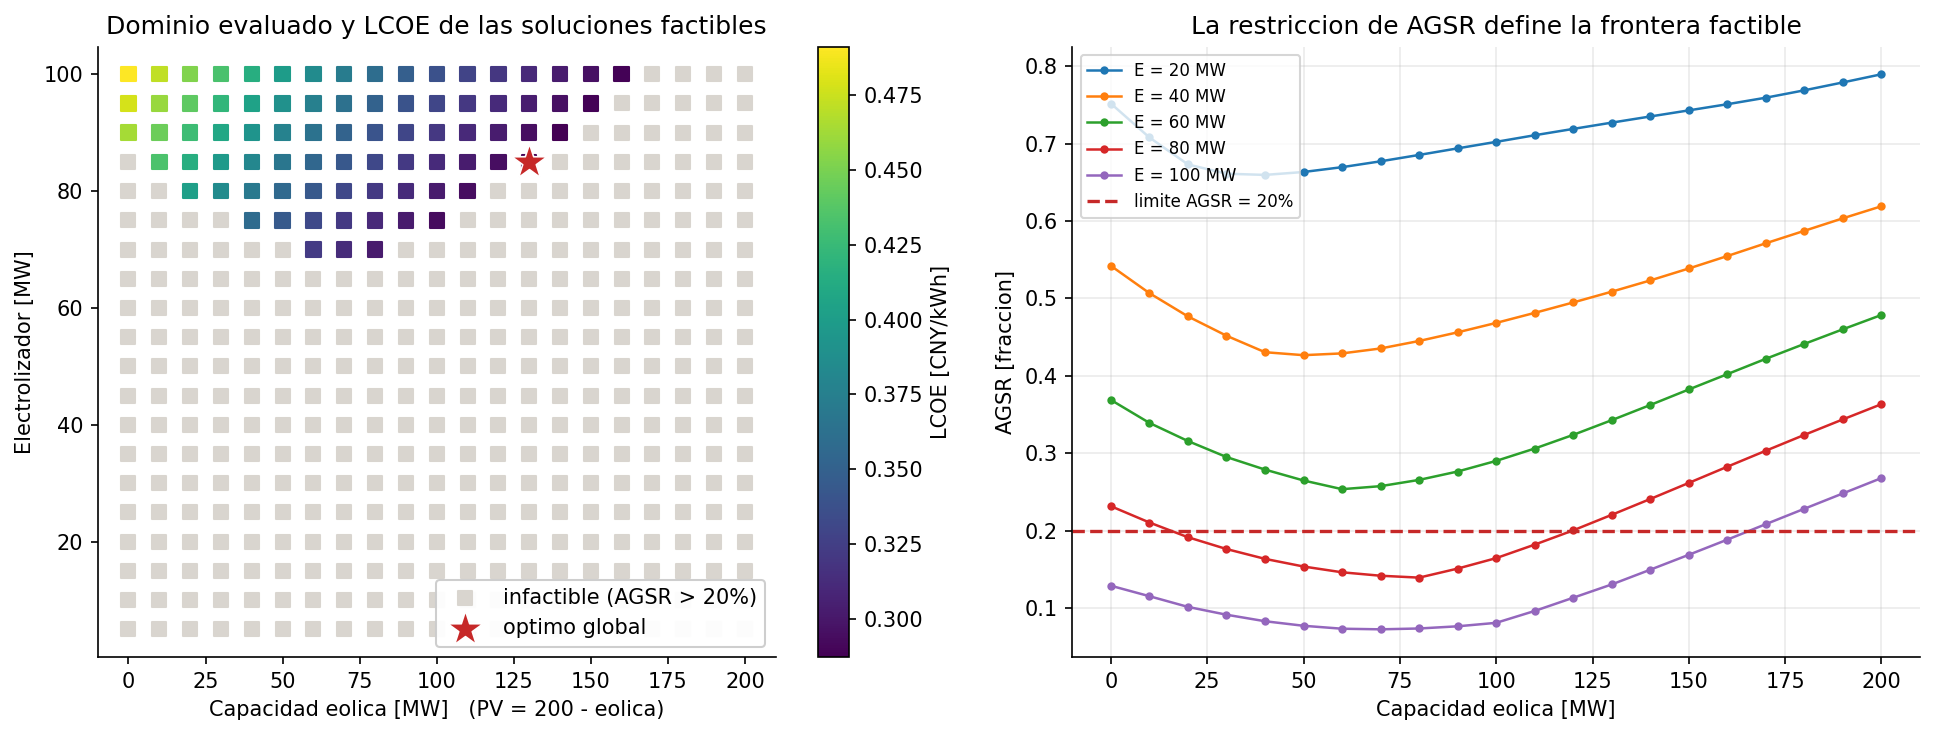 Dominio evaluado y LCOE de las soluciones factibles
Electrolizador [MW]
100
80
60
40
20
0
25
50
75
100
125
150
175
200
Capacidad eolica [MW]   (PV = 200 - eolica)
infactible (AGSR > 20%)
optimo global
0.475
0.450
0.425
0.400
0.375
0.350
0.325
0.300
LCOE [CNY/kWh]
La restriccion de AGSR define la frontera factible
AGSR [fraccion]
0.8
0.7
0.6
0.5
0.4
0.3
0.2
0.1
E = 20 MW
E = 40 MW
E = 60 MW
E = 80 MW
E = 100 MW
limite AGSR = 20%
0
25
50
75
100
125
150
175
200
Capacidad eolica [MW]